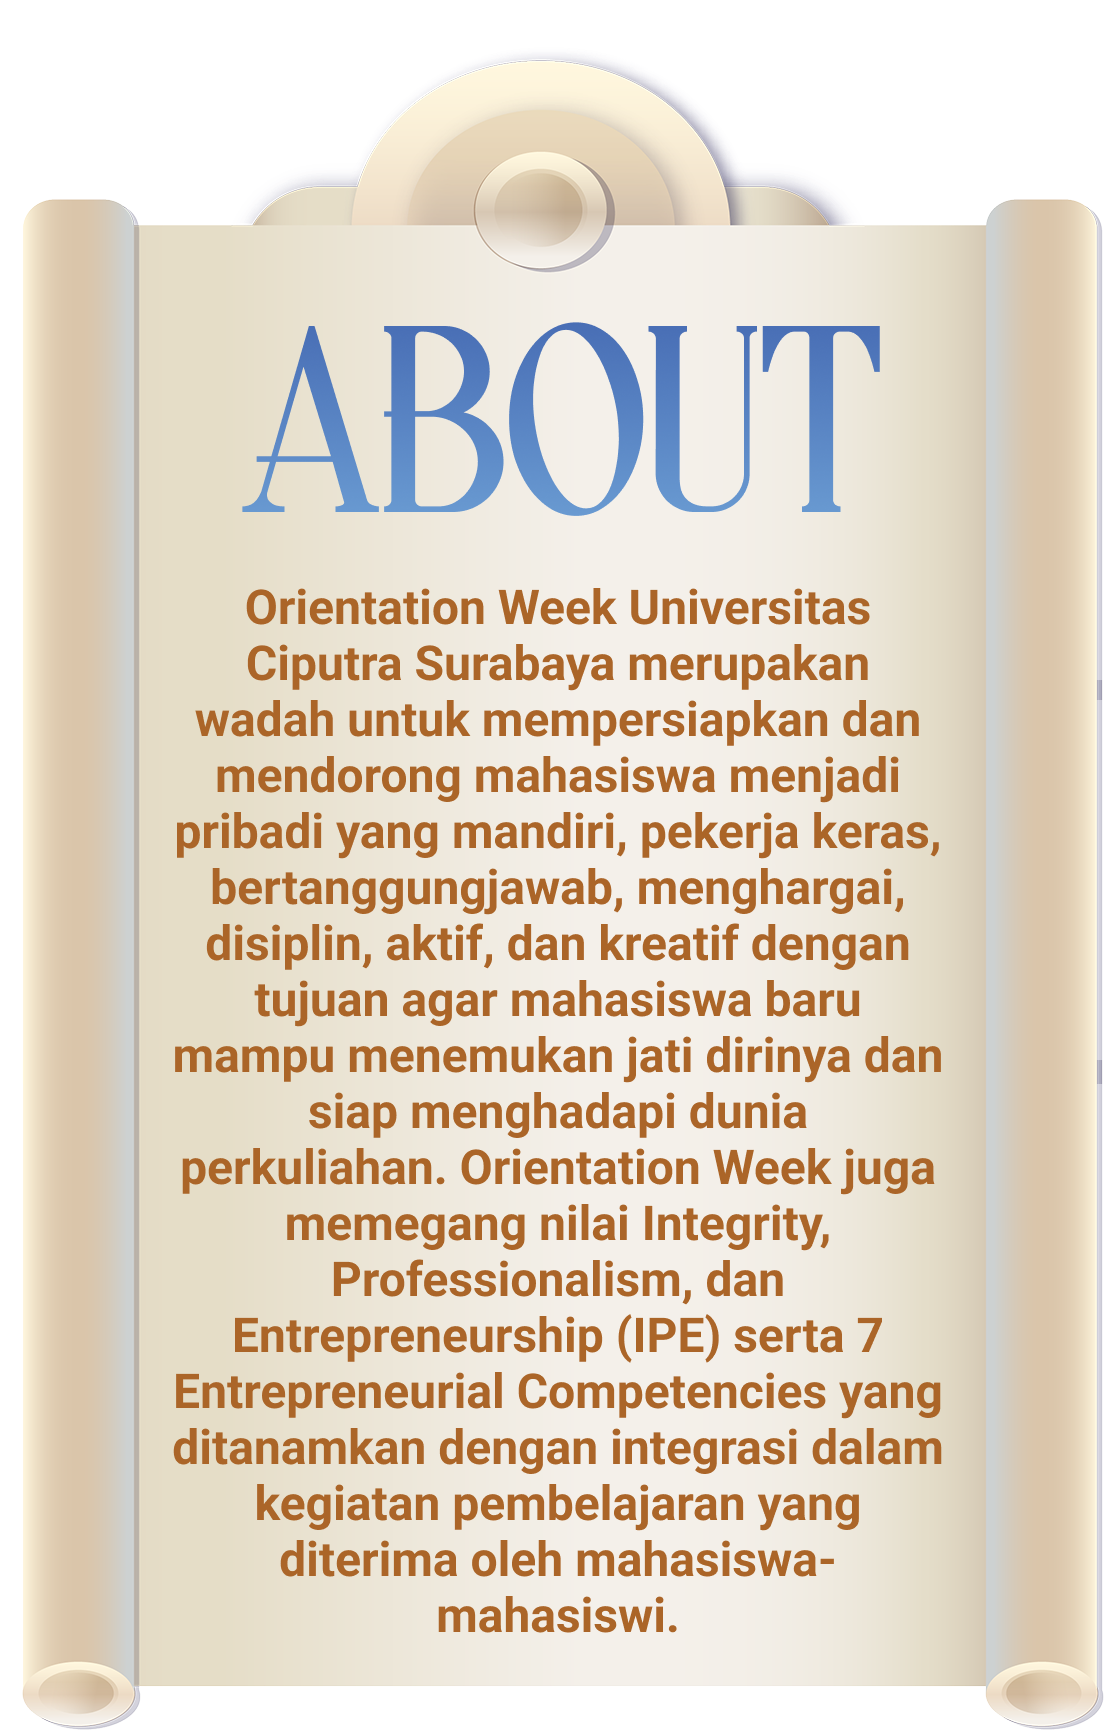 ABOUT
Orientation Week Universitas
Ciputra Surabaya merupakan
wadah untuk mempersiapkan dan
mendorong mahasiswa menjadi
pribadi yang mandiri, pekerja keras,
bertanggungjawab, menghargai,
disiplin, aktif, dan kreatif dengan
tujuan agar mahasiswa baru
mampu menemukan jati dirinya dan
siap menghadapi dunia
perkuliahan. Orientation Week juga
memegang nilai Integrity,
Professionalism, dan
Entrepreneurship (IPE) serta 7
Entrepreneurial Competencies yang
ditanamkan dengan integrasi dalam
kegiatan pembelajaran yang
diterima oleh mahasiswa-
mahasiswi.